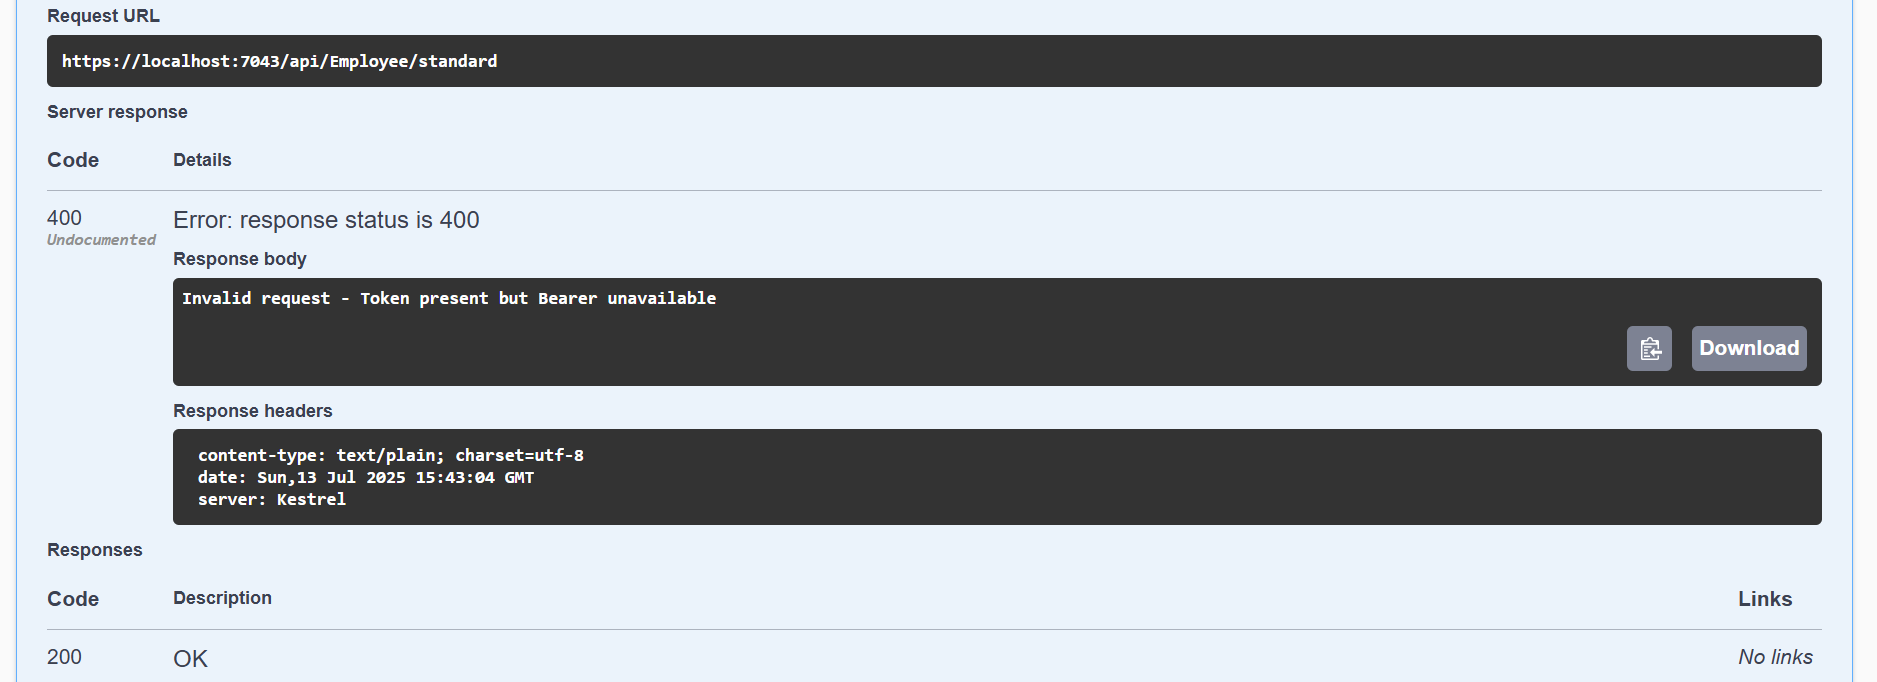 Request URL
https://localhost:7043/api/Employee/standard
Server response
Code Details
400 Error: response status is 400
Undocumented
Response body
Invalid request - Token present but Bearer unavailable
Download
Response headers
content-type: text/plain; charset=utf-8
date: Sun,13 Jul 2025 15:43:04 GMT
server: Kestrel
Responses
Code Description Links
200 OK No links